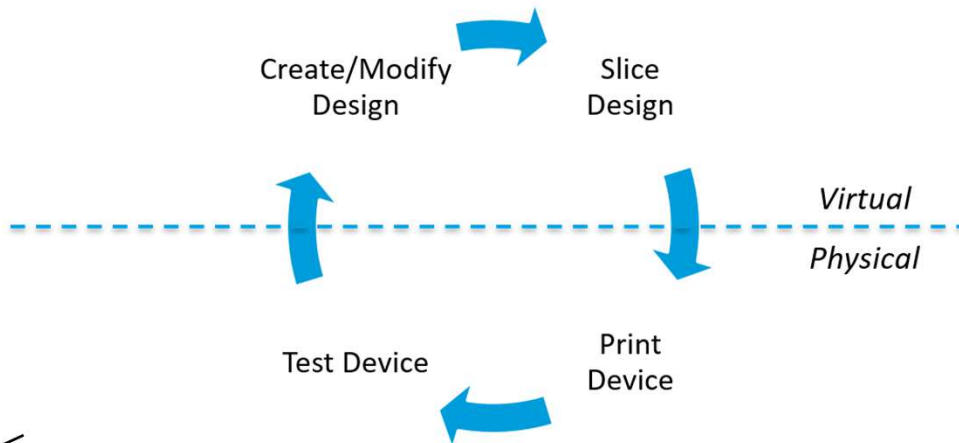 Create/Modify
Design
Slice
Design
Virtual
Physical
Test Device
Print
Device